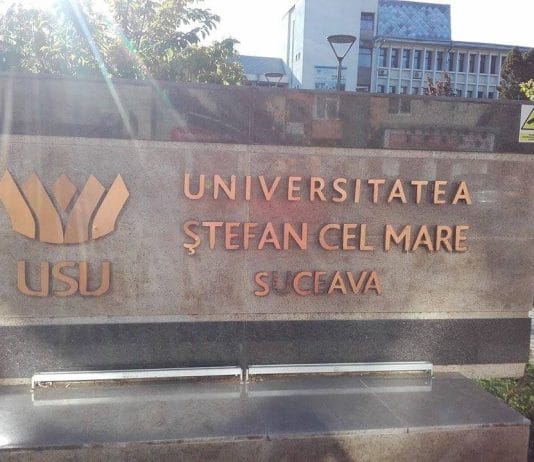 UNIVERSITATEA
ŞTEFAN CEL MARE
SUCEAVA
USU